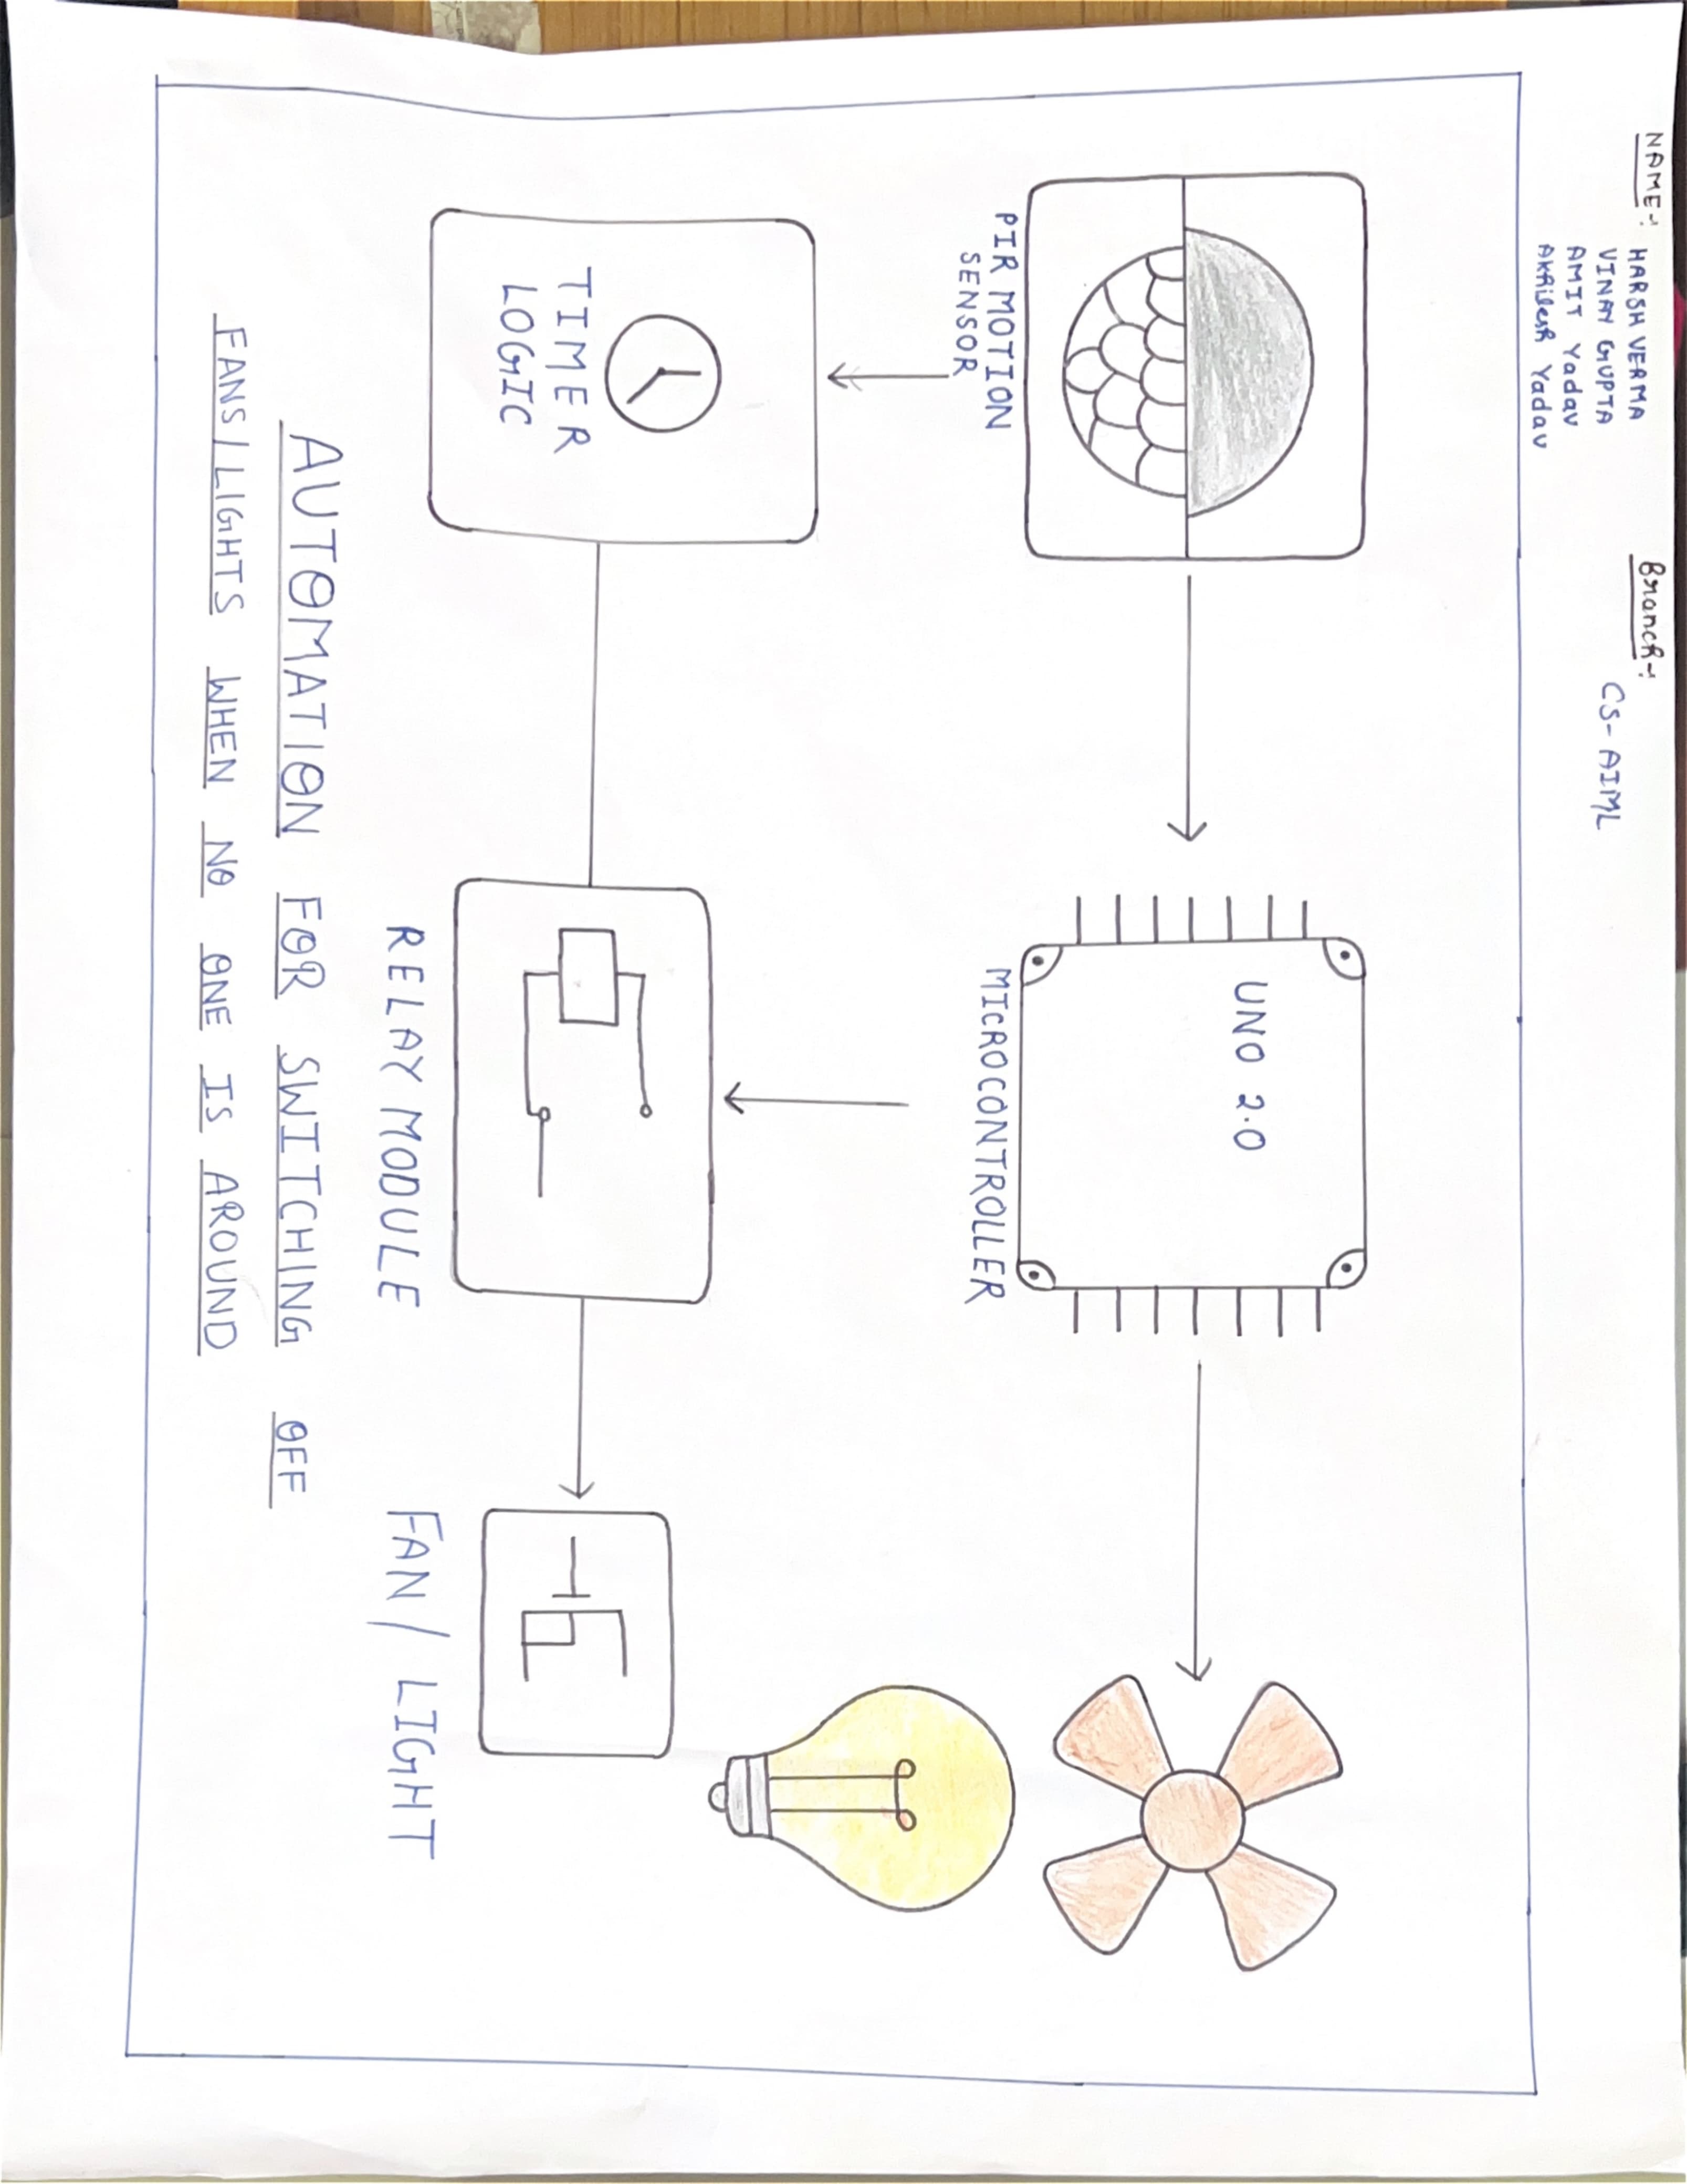 NAME:-
HARSH VERMA
VINAY GUPTA
AMIT Yadav
Akhilesh Yadav
Branch:-
CS-AIML
PIR MOTION
SENSOR
UNO 2.0
MICROCONTROLLER
TIMER
LOGIC
RELAY MODULE
FAN/LIGHT
AUTOMATION FOR SWITCHING OFF
FANS/LIGHTS WHEN NO ONE IS AROUND